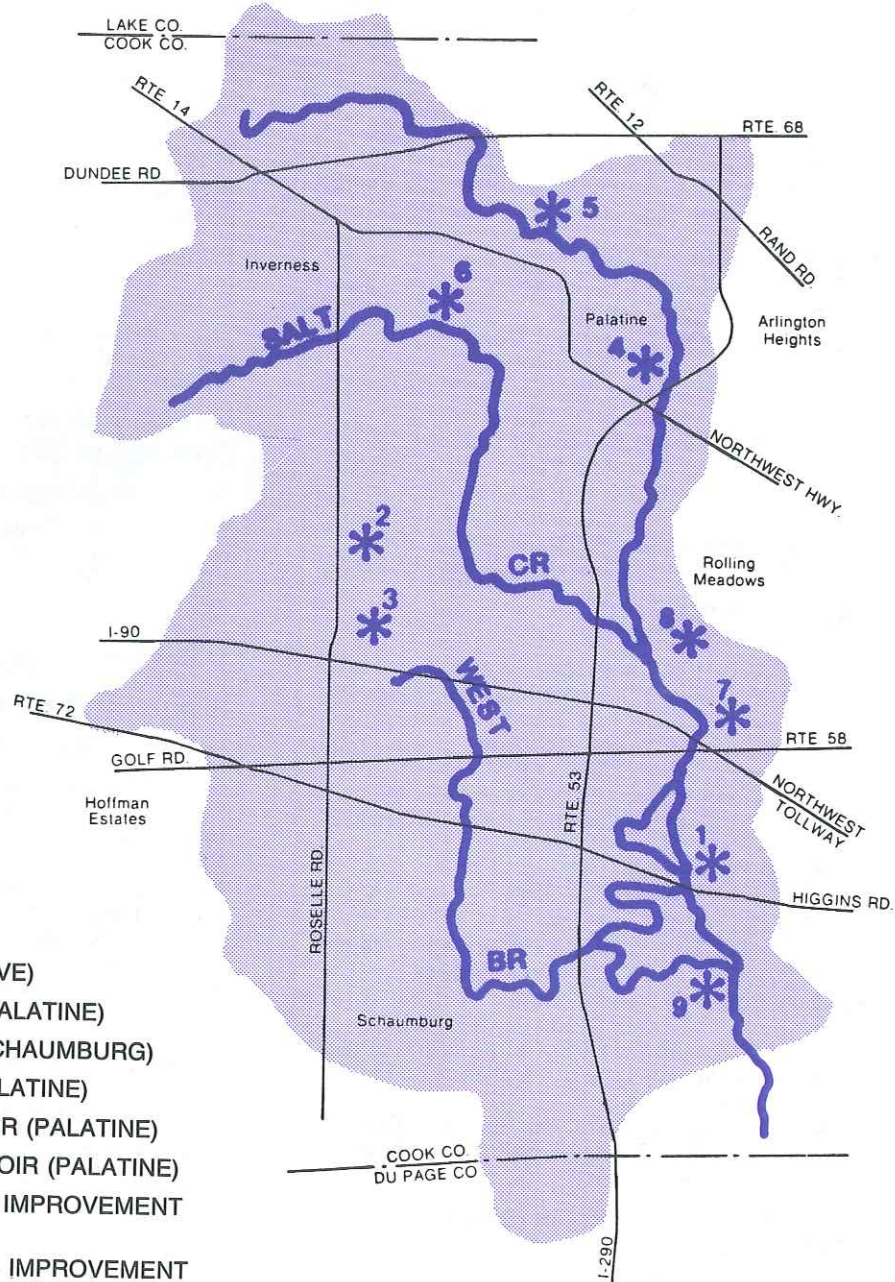 LAKE CO.
COOK CO.
RTE. 14
RTE. 12
RTE. 68
DUNDEE RD
5
RAND RD.
Inverness
6
Palatine
Arlington
Heights
SALT
4
NORTHWEST HWY.
2
CR
Rolling
Meadows
3
8
I-90
WEST
7
RTE. 72
RTE 58
GOLF RD.
NORTHWEST
TOLLWAY
Hoffman
Estates
RTE. 53
1
HIGGINS RD.
ROSELLE RD
BR
9
VE)
ALATINE)
Schaumburg
CHAUMBURG)
LATINE)
R (PALATINE)
OIR (PALATINE)
COOK CO.
DU PAGE CO
IMPROVEMENT
I-290
IMPROVEMENT